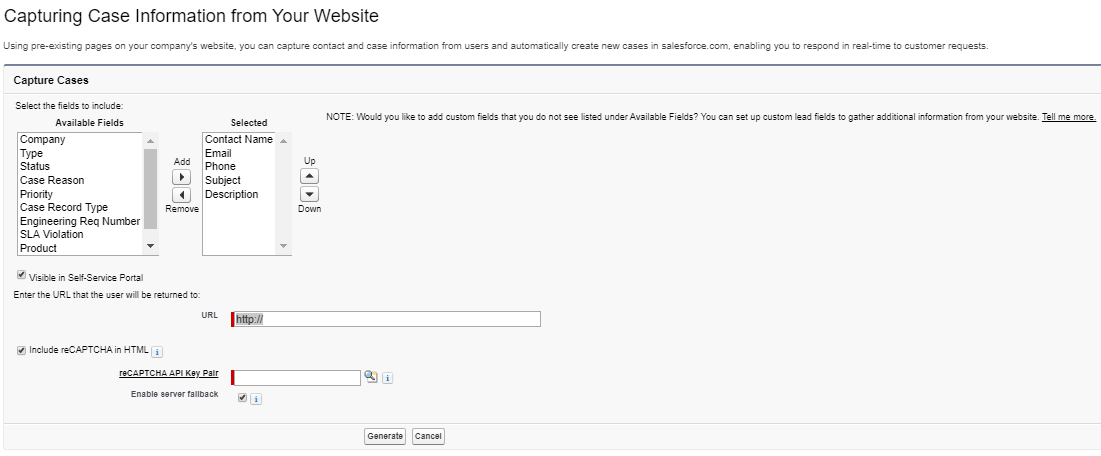 Capturing Case Information from Your Website
Using pre-existing pages on your company's website, you can capture contact and case information from users and automatically create new cases in salesforce.com, enabling you to respond in real-time to customer requests.
Capture Cases
Select the fields to include:
Available Fields
Company
Type
Status
Case Reason
Priority
Case Record Type
Engineering Req Number
SLA Violation
Product
Add
Remove
Selected
Contact Name
Email
Phone
Subject
Description
Up
Down
NOTE: Would you like to add custom fields that you do not see listed under Available Fields? You can set up custom lead fields to gather additional information from your website. Tell me more.
Visible in Self-Service Portal
Enter the URL that the user will be returned to:
URL http://
Include reCAPTCHA in HTML i
reCAPTCHA API Key Pair i
Enable server fallback i
Generate Cancel